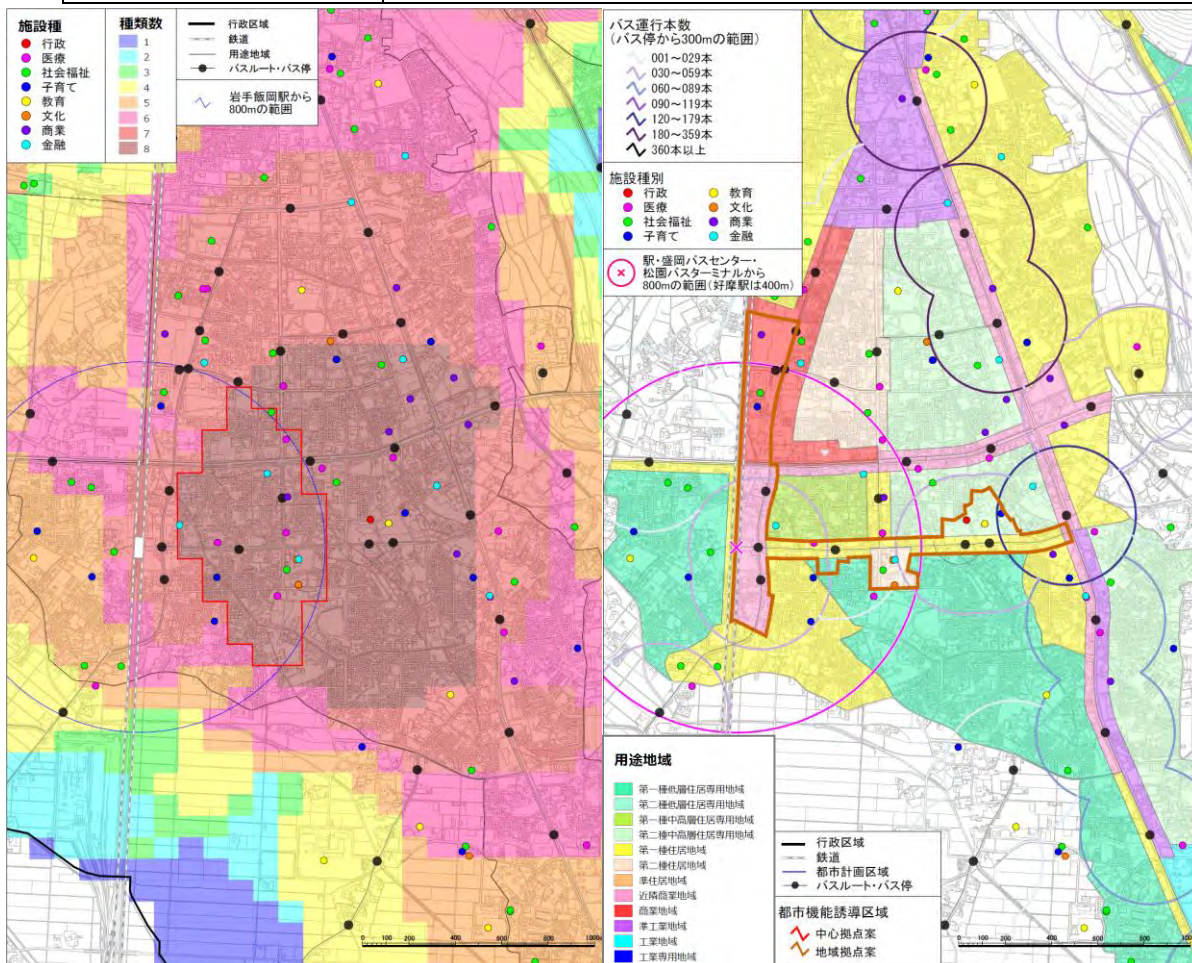 施設種
行政
医療
社会福祉
子育て
教育
文化
商業
金融
種類数
1
2
3
4
5
6
7
8
行政区域
鉄道
用途地域
バスルート・バス停
岩手飯岡駅から
800mの範囲
0 200 400 600 800 1000
バス運行本数
(バス停から300mの範囲)
001～029本
030～059本
060～089本
090～119本
120～179本
180～359本
360本以上
施設種別
行政
医療
社会福祉
子育て
教育
文化
商業
金融
駅・盛岡バスセンター・
松園バスターミナルから
800mの範囲(好摩駅は400m)
用途地域
第一種低層住居専用地域
第二種低層住居専用地域
第一種中高層住居専用地域
第二種中高層住居専用地域
第一種住居地域
第二種住居地域
準住居地域
近隣商業地域
商業地域
準工業地域
工業地域
工業専用地域
行政区域
鉄道
都市計画区域
バスルート・バス停
都市機能誘導区域
中心拠点案
地域拠点案
0 200 400 600 800